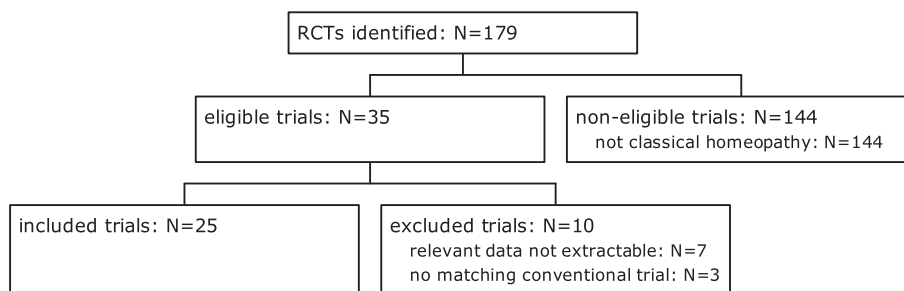 RCTs identified: N=179
eligible trials: N=35
non-eligible trials: N=144
not classical homeopathy: N=144
included trials: N=25
excluded trials: N=10
relevant data not extractable: N=7
no matching conventional trial: N=3